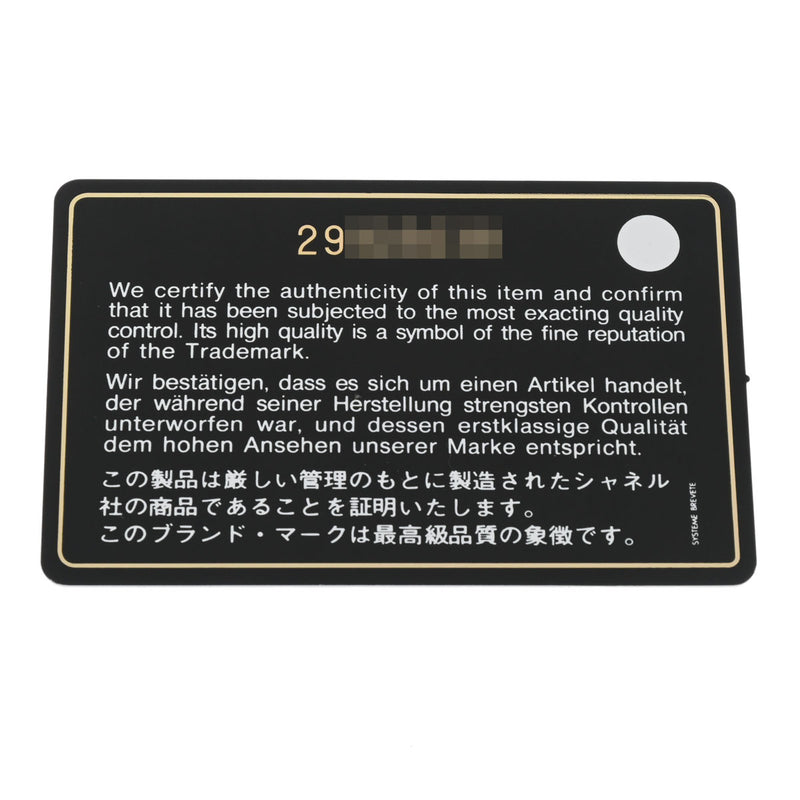 29
We certify the authenticity of this item and confirm
that it has been subjected to the most exacting quality
control. Its high quality is a symbol of the fine reputation
of the Trademark.
Wir bestätigen, dass es sich um einen Artikel handelt,
der während seiner Herstellung strengsten Kontrollen
unterworfen war, und dessen erstklassige Qualität
dem hohen Ansehen unserer Marke entspricht.
この製品は厳しい管理のもとに製造されたシャネル
社の商品であることを証明いたします。
このブランド・マークは最高級品質の象徴です。
SYSTEME BREVETE